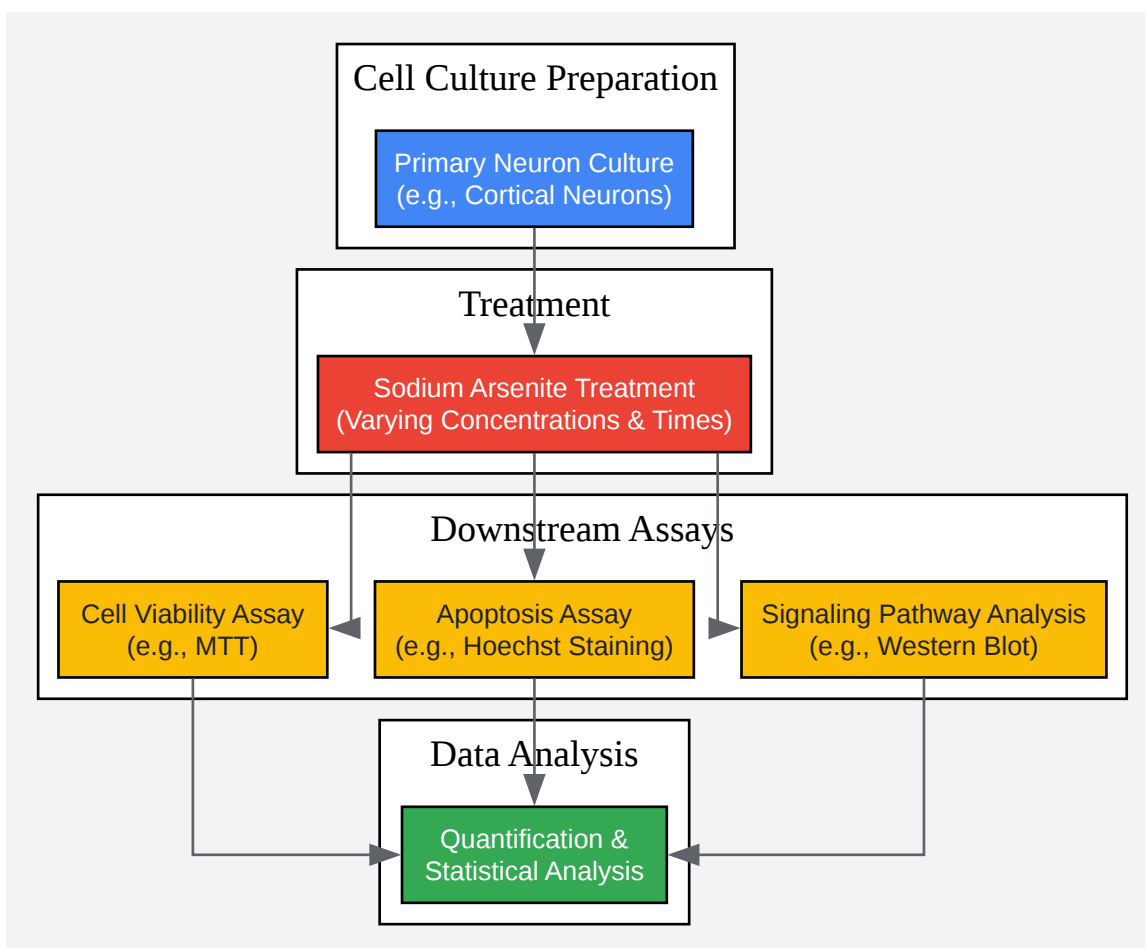 Cell Culture Preparation
Primary Neuron Culture
(e.g., Cortical Neurons)
Treatment
Sodium Arsenite Treatment
(Varying Concentrations & Times)
Downstream Assays
Cell Viability Assay
(e.g., MTT)
Apoptosis Assay
(e.g., Hoechst Staining)
Signaling Pathway Analysis
(e.g., Western Blot)
Data Analysis
Quantification &
Statistical Analysis